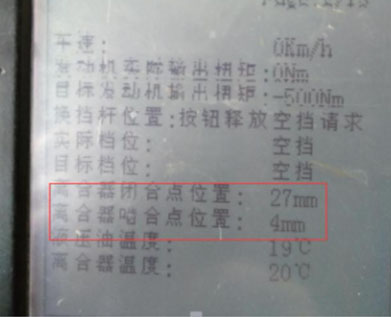 车速: 0Km/h
发动机实际输出扭矩:0Nm
目标发动机输出扭矩:-500Nm
换挡杆位置:按钮释放空挡请求
实际档位: 空挡
目标档位: 空挡
离合器闭合点位置: 27mm
离合器啮合点位置: 4mm
液压油温度: 19℃
离合器温度: 20℃